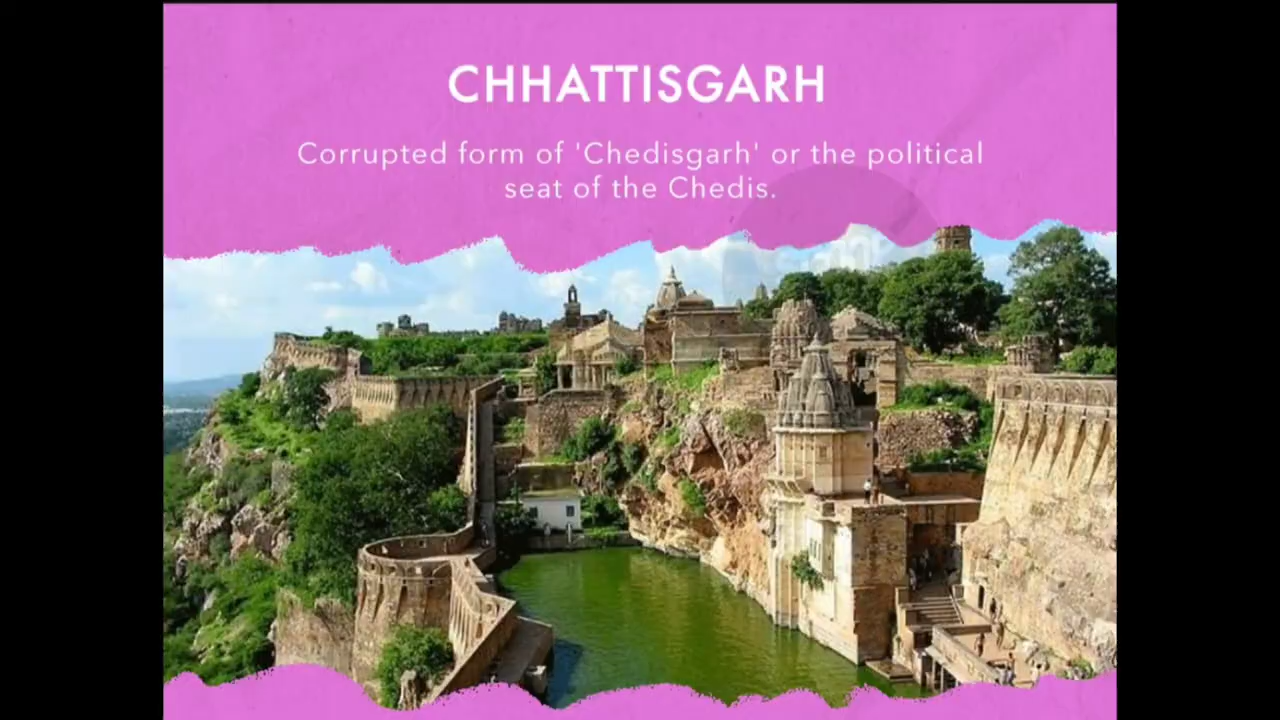 CHHATTISGARH
Corrupted form of 'Chedisgarh' or the political
seat of the Chedis.